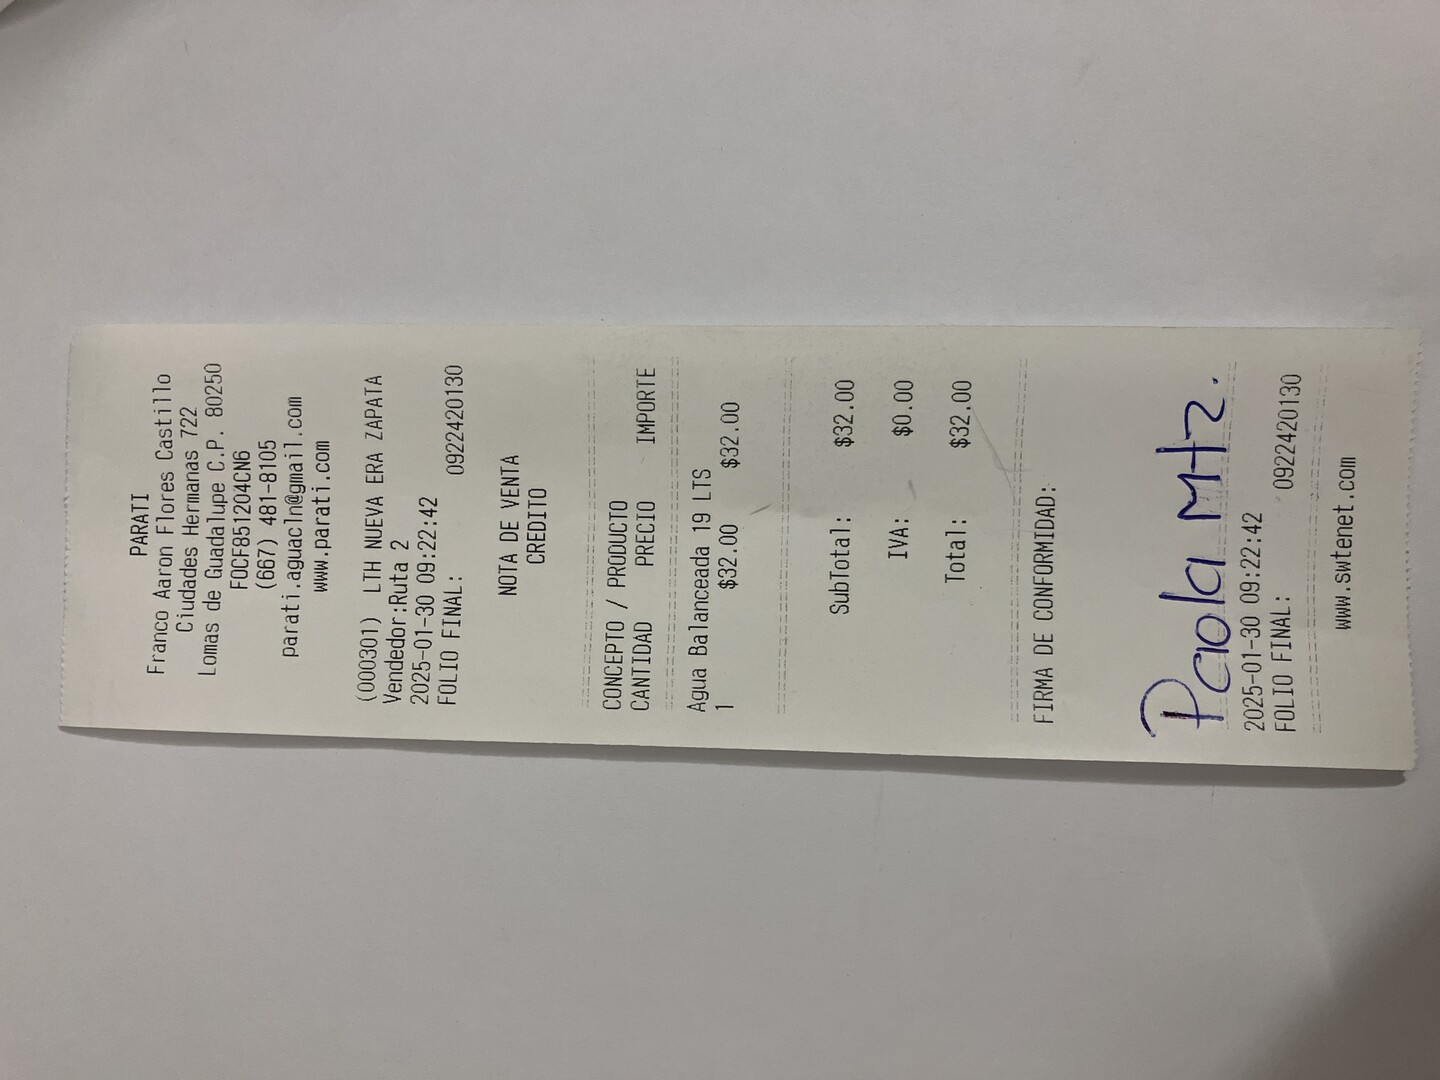 PARATI
Franco Aaron Flores Castillo
Ciudades Hermanas 722
Lomas de Guadalupe C.P. 80250
FOCF851204CN6
(667) 481-8105
parati.aguacln@gmail.com
www.parati.com
(000301) LTH NUEVA ERA ZAPATA
Vendedor:Ruta 2
2025-01-30 09:22:42
FOLIO FINAL: 0922420130
NOTA DE VENTA
CREDITO
CONCEPTO / PRODUCTO
CANTIDAD PRECIO IMPORTE
Agua Balanceada 19 LTS
1 $32.00 $32.00
SubTotal: $32.00
IVA: $0.00
Total: $32.00
FIRMA DE CONFORMIDAD:
Paola Mtz.
2025-01-30 09:22:42
FOLIO FINAL: 0922420130
www.swtenet.com